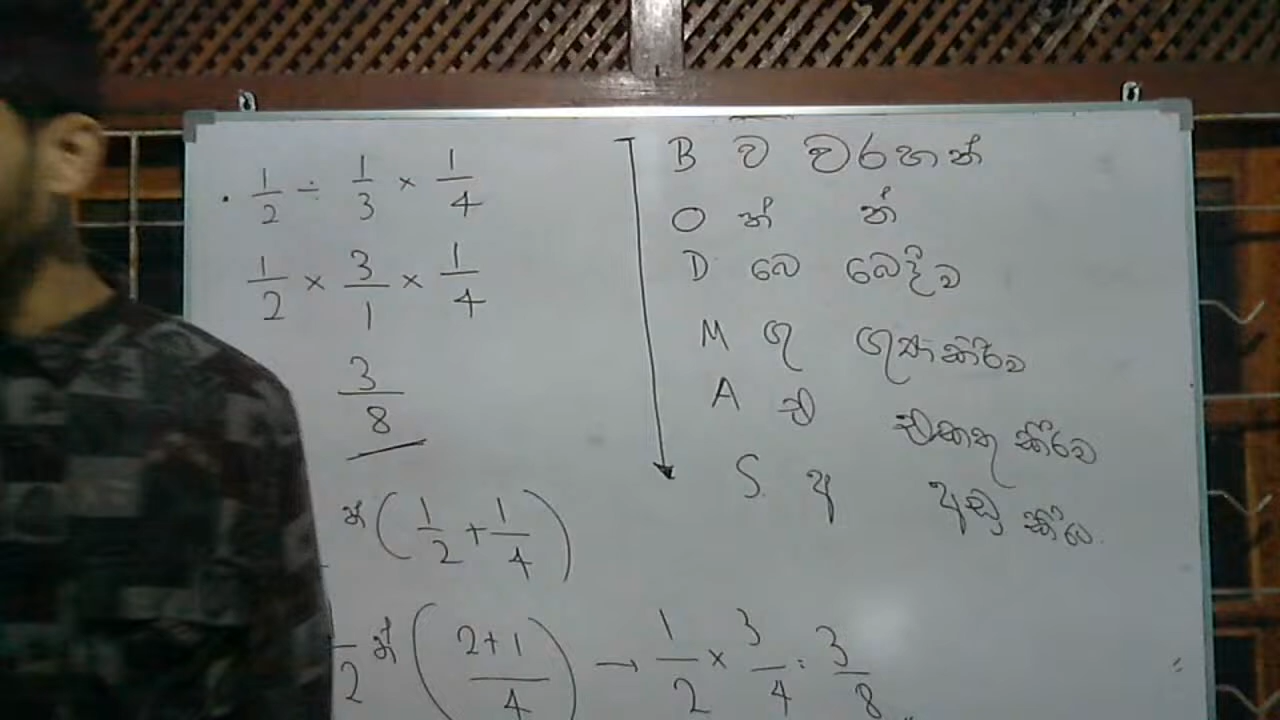 . 1/2 ÷ 1/3 × 1/4
1/2 × 3/1 × 1/4
3/8
න් (1/2 + 1/4)
/2 න් ((2+1)/4) → 1/2 × 3/4 = 3/8
B ව වරහන්
O න් න්
D බෙ බෙදීම
M ගු ගුණකිරීම
A එ එකතු කිරීම
S. අ අඩු කිරීම